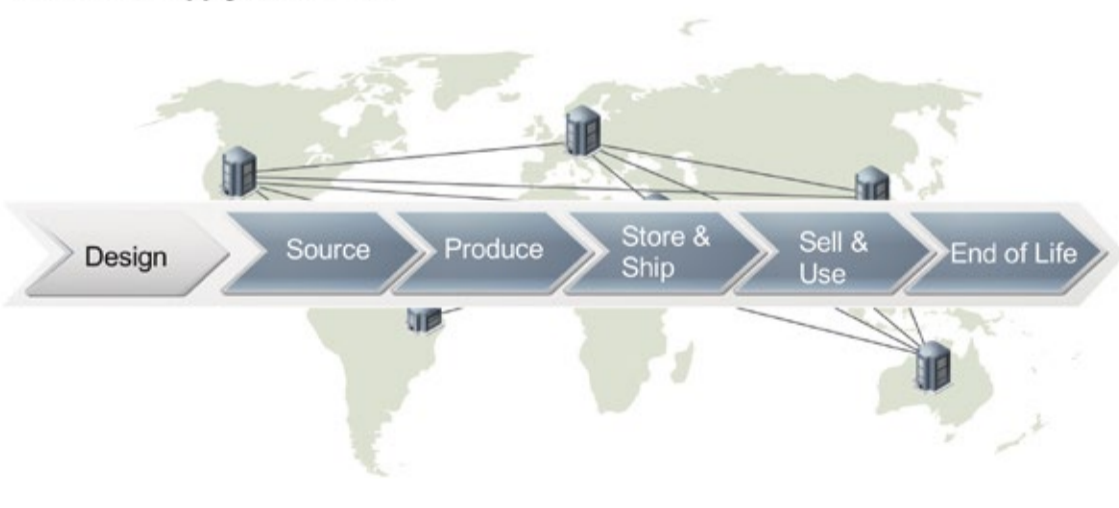 Design
Source
Produce
Store &
Ship
Sell &
Use
End of Life